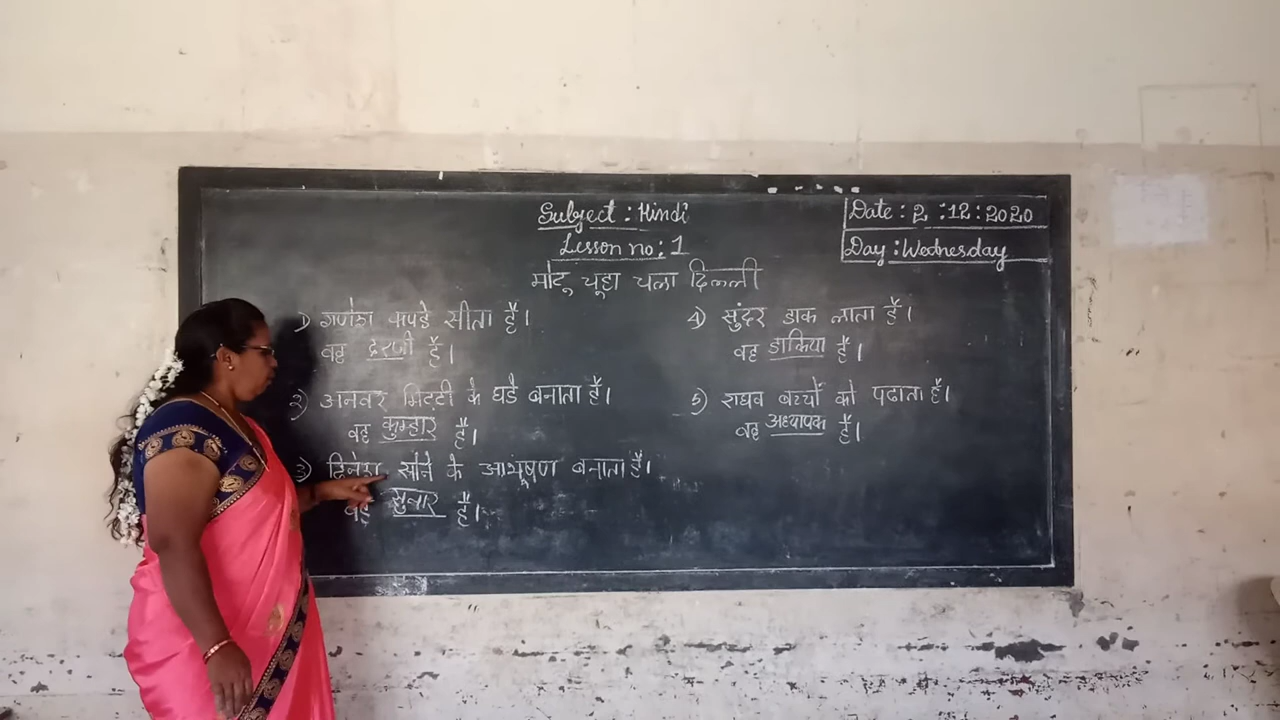 Subject : Hindi
Lesson no : 1
Date : 2 :12 : 2020
Day : Wednesday
मोटू चूहा चला दिल्ली
1) गणेश कपडे सीता है।
वह दरजी है।
2) अनवर मिट्टी के घडे बनाता है।
वह कुम्हार है।
3) दिनेश सोने के आभूषण बनाता है।
वह सुनार है।
4) सुंदर डाक लाता है।
वह डाकिया है।
5) राघव बच्चों को पढाता है।
वह अध्यापक है।